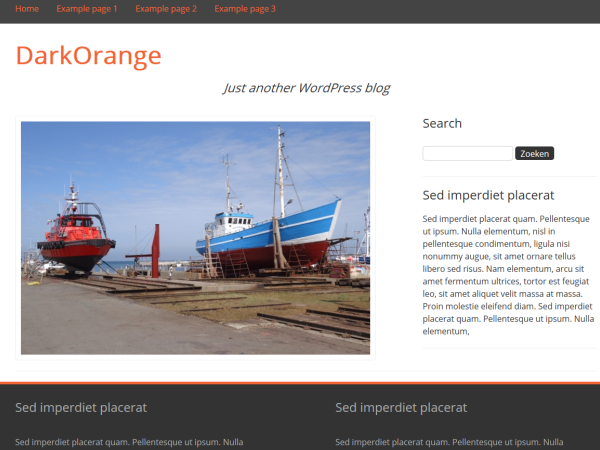 Home Example page 1 Example page 2 Example page 3
DarkOrange
Just another WordPress blog
Search
Zoeken
Sed imperdiet placerat
Sed imperdiet placerat quam. Pellentesque
ut ipsum. Nulla elementum, nisl in
pellentesque condimentum, ligula nisi
nonummy augue, sit amet ornare tellus
libero sed risus. Nam elementum, arcu sit
amet fermentum ultrices, tortor est feugiat
leo, sit amet aliquet velit massa at massa.
Proin molestie eleifend diam. Sed imperdiet
placerat quam. Pellentesque ut ipsum. Nulla
elementum,
Sed imperdiet placerat
Sed imperdiet placerat quam. Pellentesque ut ipsum. Nulla
Sed imperdiet placerat
Sed imperdiet placerat quam. Pellentesque ut ipsum. Nulla